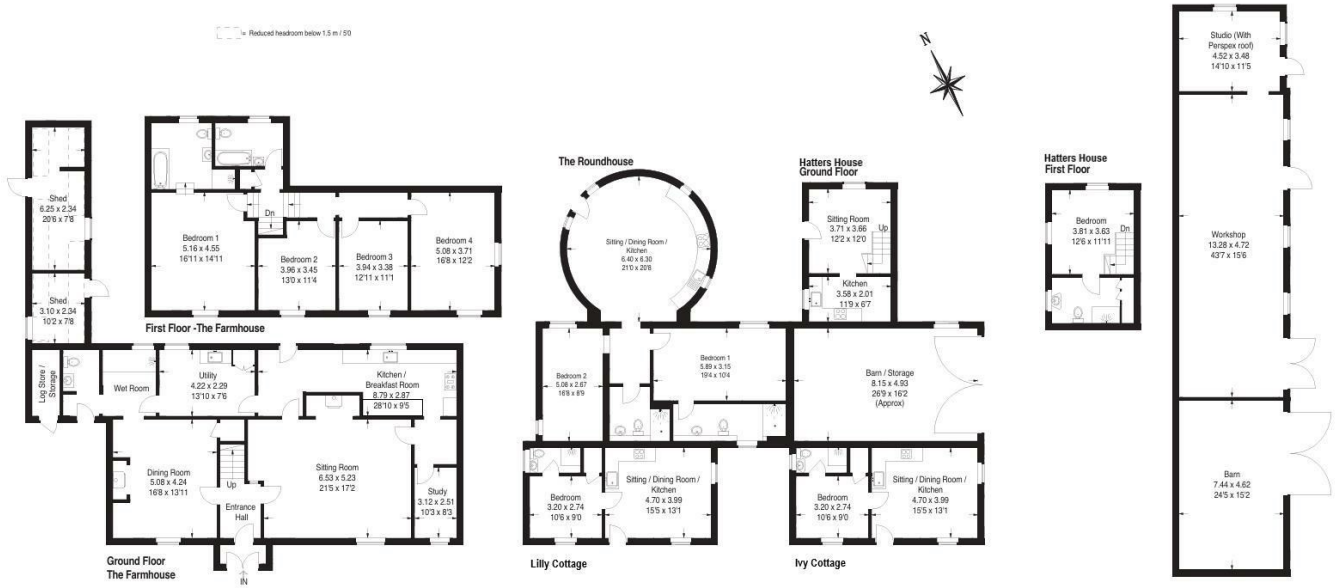 = Reduced headroom below 1.5 m / 5'0
N
Studio (With
Perspex roof)
4.52 x 3.48
14'10 x 11'5
Workshop
13.28 x 4.72
43'7 x 15'6
Barn
7.44 x 4.62
24'5 x 15'2
Shed
6.25 x 2.34
20'6 x 7'8
Shed
3.10 x 2.34
10'2 x 7'8
Log Store /
Storage
Bedroom 1
5.16 x 4.55
16'11 x 14'11
Dn
Bedroom 2
3.96 x 3.45
13'0 x 11'4
Bedroom 3
3.94 x 3.38
12'11 x 11'1
Bedroom 4
5.08 x 3.71
16'8 x 12'2
First Floor -The Farmhouse
Wet Room
Utility
4.22 x 2.29
13'10 x 7'6
Kitchen /
Breakfast Room
8.79 x 2.87
28'10 x 9'5
Dining Room
5.08 x 4.24
16'8 x 13'11
Up
Entrance
Hall
Sitting Room
6.53 x 5.23
21'5 x 17'2
Study
3.12 x 2.51
10'3 x 8'3
IN
Ground Floor
The Farmhouse
The Roundhouse
Sitting / Dining Room /
Kitchen
6.40 x 6.30
21'0 x 20'8
Bedroom 2
5.08 x 2.67
16'8 x 8'9
Bedroom 1
5.89 x 3.15
19'4 x 10'4
Hatters House
Ground Floor
Sitting Room
3.71 x 3.66
12'2 x 12'0
Up
Kitchen
3.58 x 2.01
11'9 x 6'7
Barn / Storage
8.15 x 4.93
26'9 x 16'2
(Approx)
Hatters House
First Floor
Bedroom
3.81 x 3.63
12'6 x 11'11
Dn
Bedroom
3.20 x 2.74
10'6 x 9'0
Sitting / Dining Room /
Kitchen
4.70 x 3.99
15'5 x 13'1
Lilly Cottage
Bedroom
3.20 x 2.74
10'6 x 9'0
Sitting / Dining Room /
Kitchen
4.70 x 3.99
15'5 x 13'1
Ivy Cottage